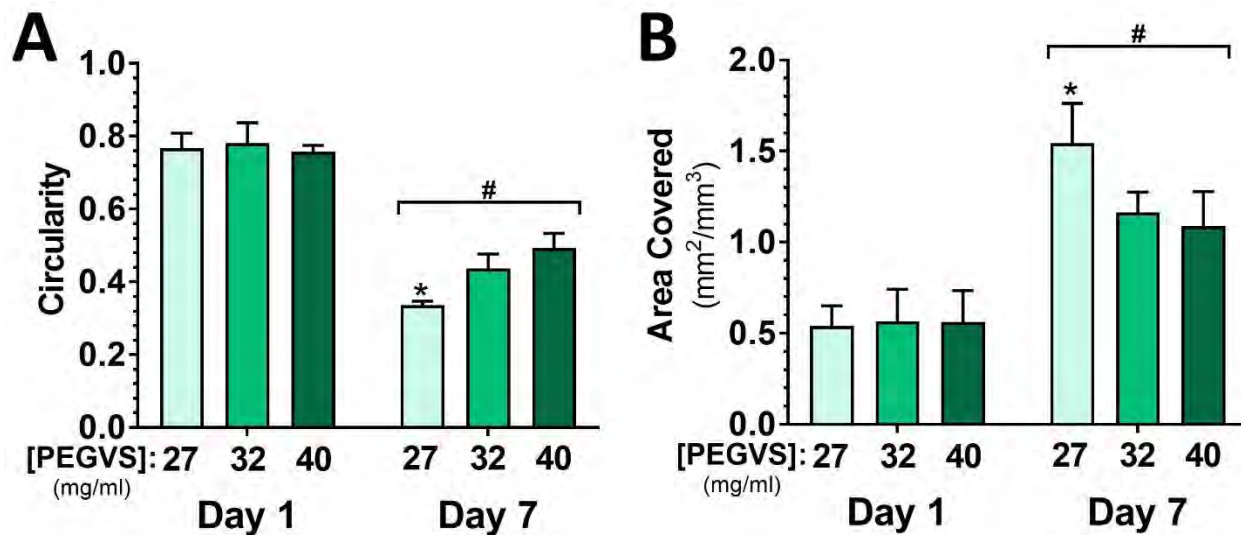 A
Circularity
1.0
0.8
0.6
0.4
0.2
0.0
#
*
[PEGVS]: 27 32 40 27 32 40
(mg/ml)
Day 1 Day 7
B
Area Covered
(mm²/mm³)
2.0
1.5
1.0
0.5
0.0
#
*
[PEGVS]: 27 32 40 27 32 40
(mg/ml)
Day 1 Day 7